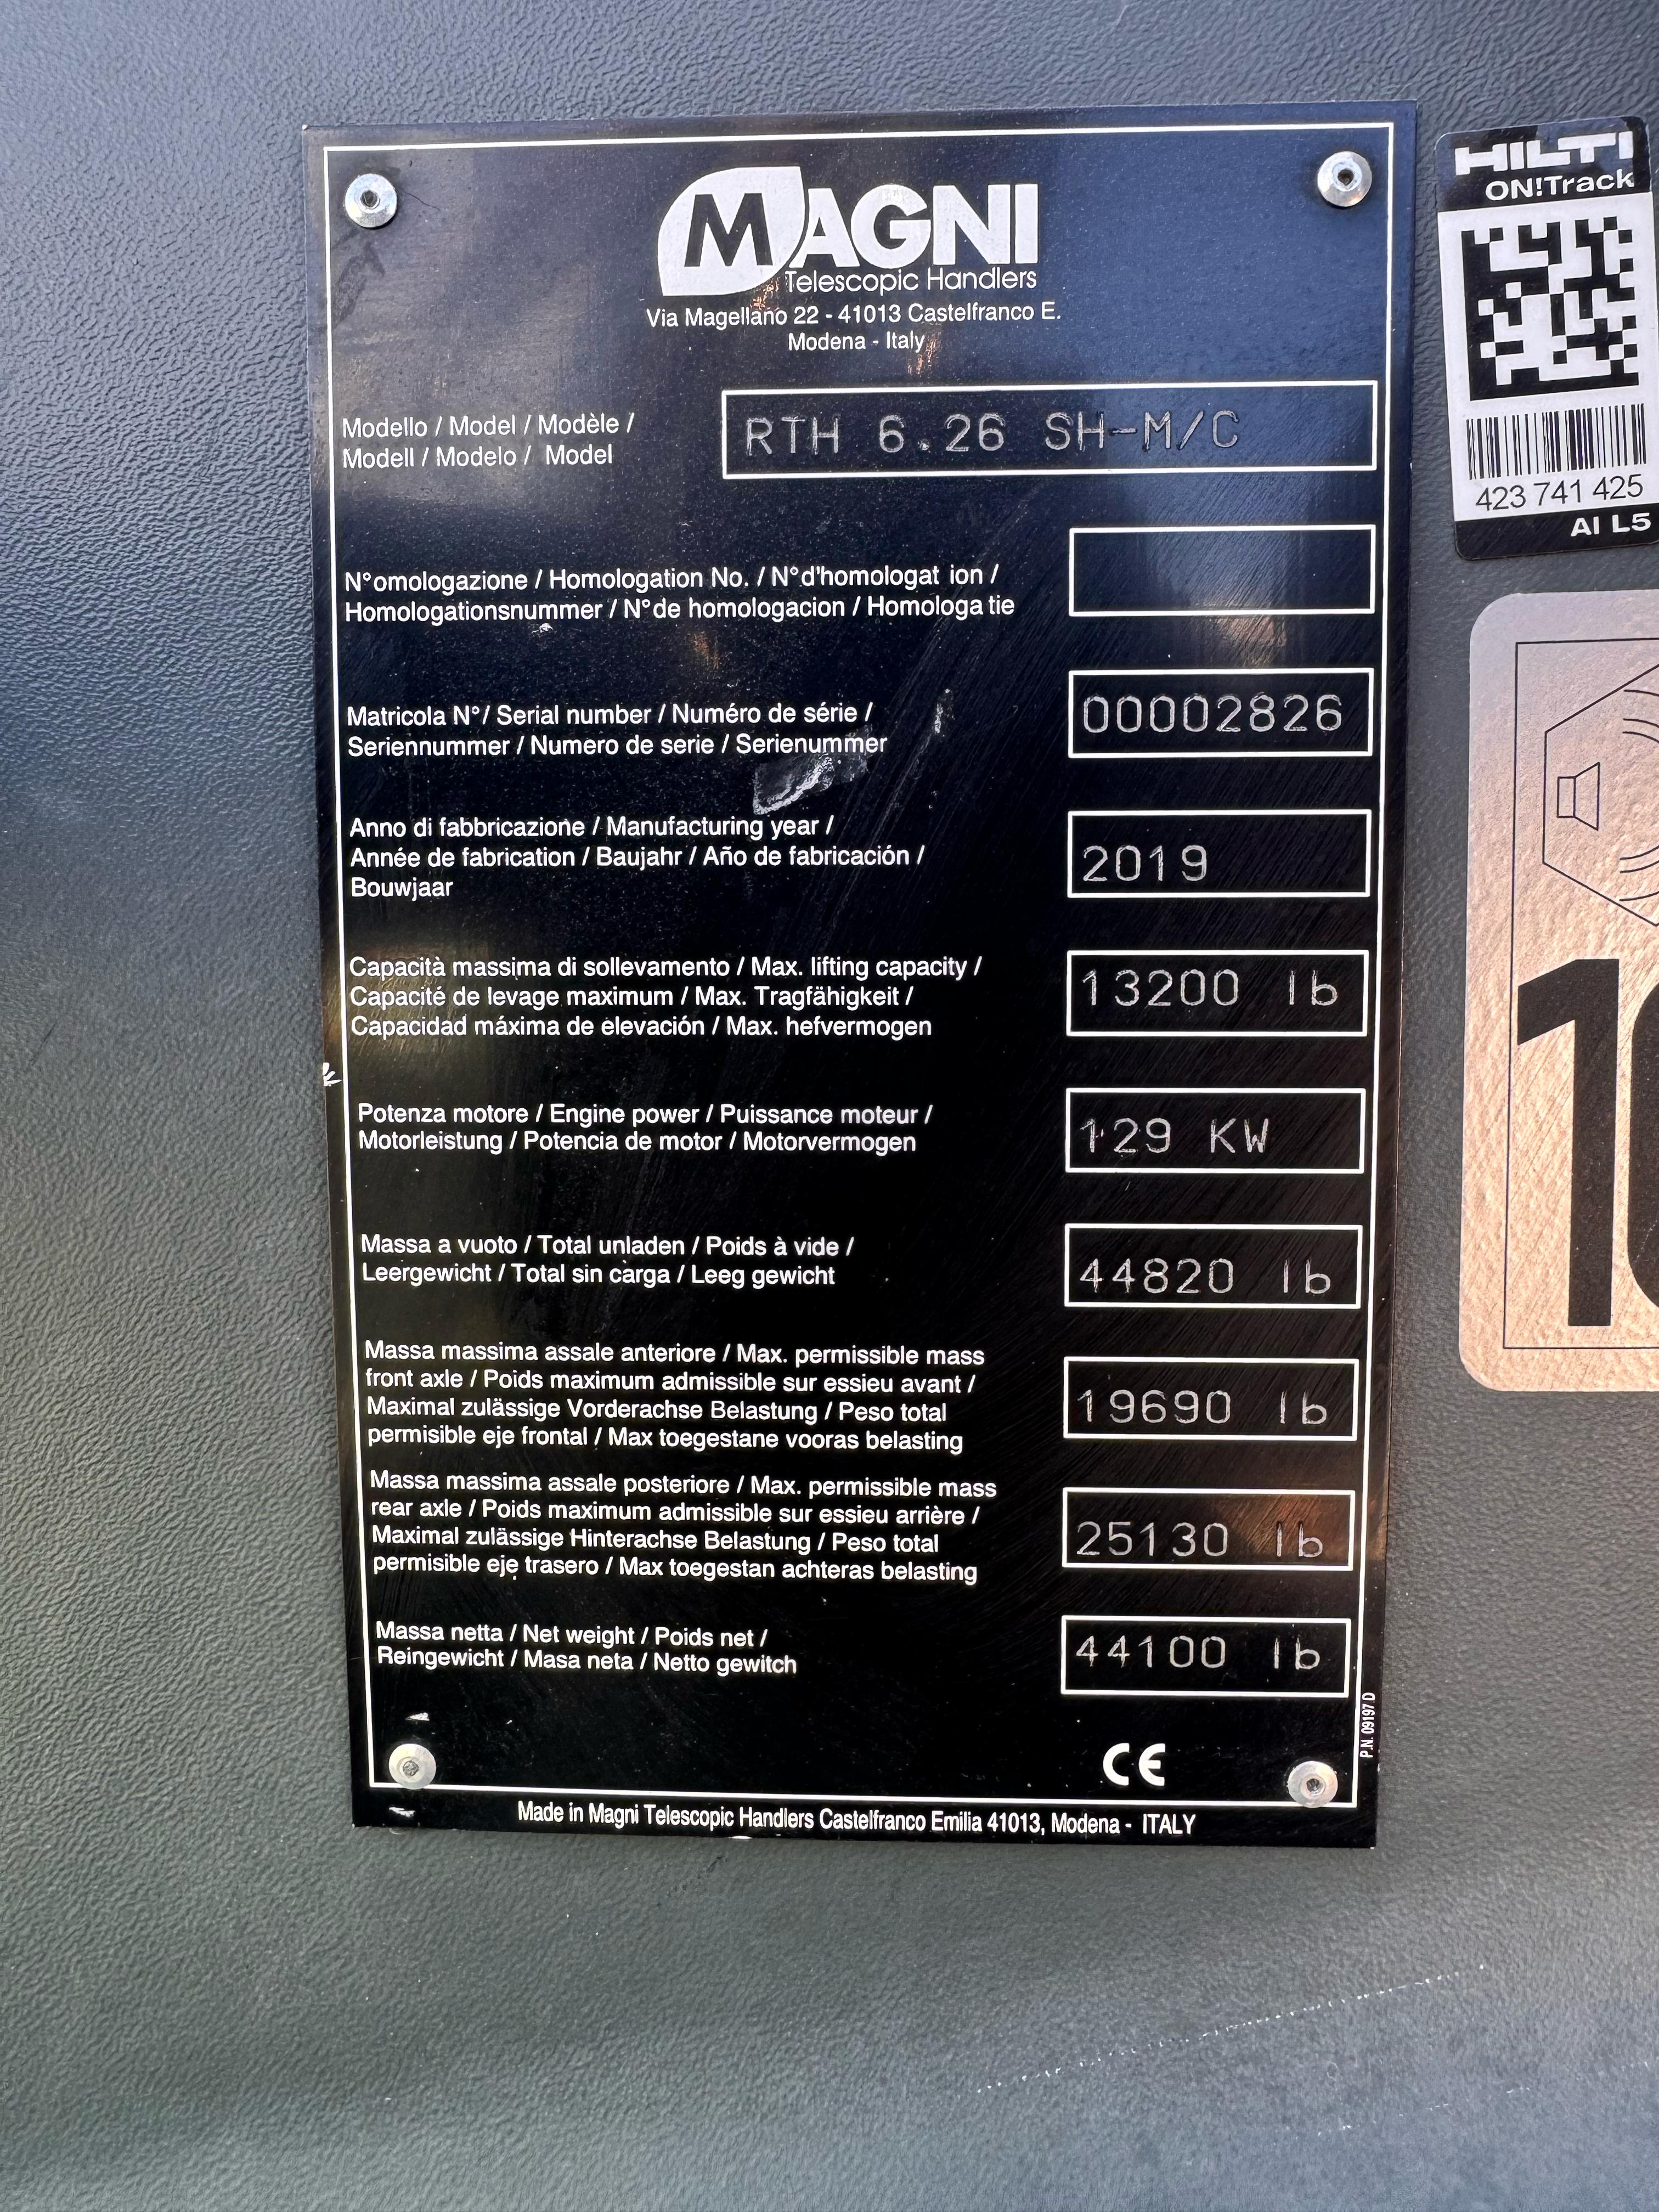 MAGNI
Telescopic Handlers
Via Magellano 22 - 41013 Castelfranco E.
Modena - Italy
Modello / Model / Modèle /
Modell / Modelo / Model
RTH 6.26 SH-M/C
N°omologazione / Homologation No. / N°d'homologat ion /
Homologationsnummer / N°de homologacion / Homologa tie
Matricola N°/ Serial number / Numéro de série /
Seriennummer / Numero de serie / Serienummer
00002826
Anno di fabbricazione / Manufacturing year /
Année de fabrication / Baujahr / Año de fabricación /
Bouwjaar
2019
Capacità massima di sollevamento / Max. lifting capacity /
Capacité de levage maximum / Max. Tragfähigkeit /
Capacidad máxima de elevación / Max. hefvermogen
13200 lb
Potenza motore / Engine power / Puissance moteur /
Motorleistung / Potencia de motor / Motorvermogen
129 KW
Massa a vuoto / Total unladen / Poids à vide /
Leergewicht / Total sin carga / Leeg gewicht
44820 lb
Massa massima assale anteriore / Max. permissible mass
front axle / Poids maximum admissible sur essieu avant /
Maximal zulässige Vorderachse Belastung / Peso total
permisible eje frontal / Max toegestane vooras belasting
19690 lb
Massa massima assale posteriore / Max. permissible mass
rear axle / Poids maximum admissible sur essieu arrière /
Maximal zulässige Hinterachse Belastung / Peso total
permisible eje trasero / Max toegestan achteras belasting
25130 lb
Massa netta / Net weight / Poids net /
Reingewicht / Masa neta / Netto gewitch
44100 lb
CE
P.N. 09197 D
Made in Magni Telescopic Handlers Castelfranco Emilia 41013, Modena - ITALY
HILTI
ON!Track
423 741 425
AI L5